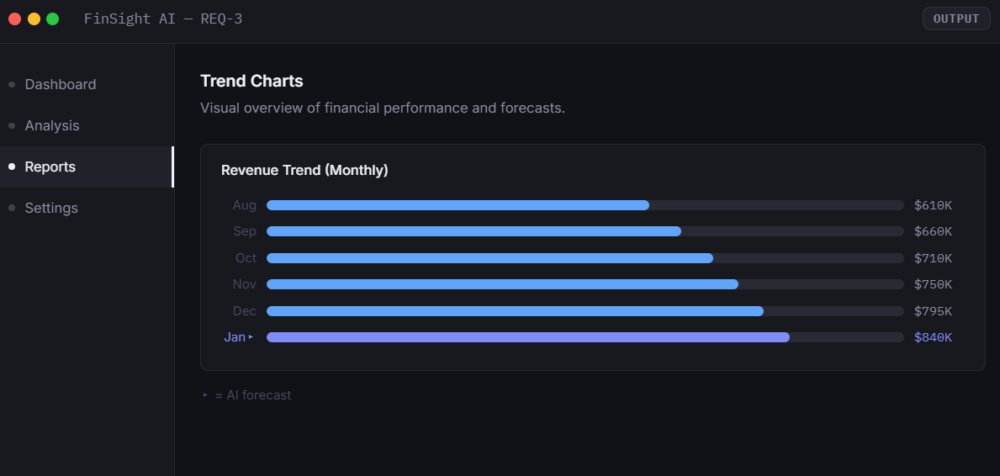 FinSight AI — REQ-3
OUTPUT
Dashboard
Analysis
Reports
Settings
Trend Charts
Visual overview of financial performance and forecasts.
Revenue Trend (Monthly)
Aug $610K
Sep $660K
Oct $710K
Nov $750K
Dec $795K
Jan ▸ $840K
▸ = AI forecast